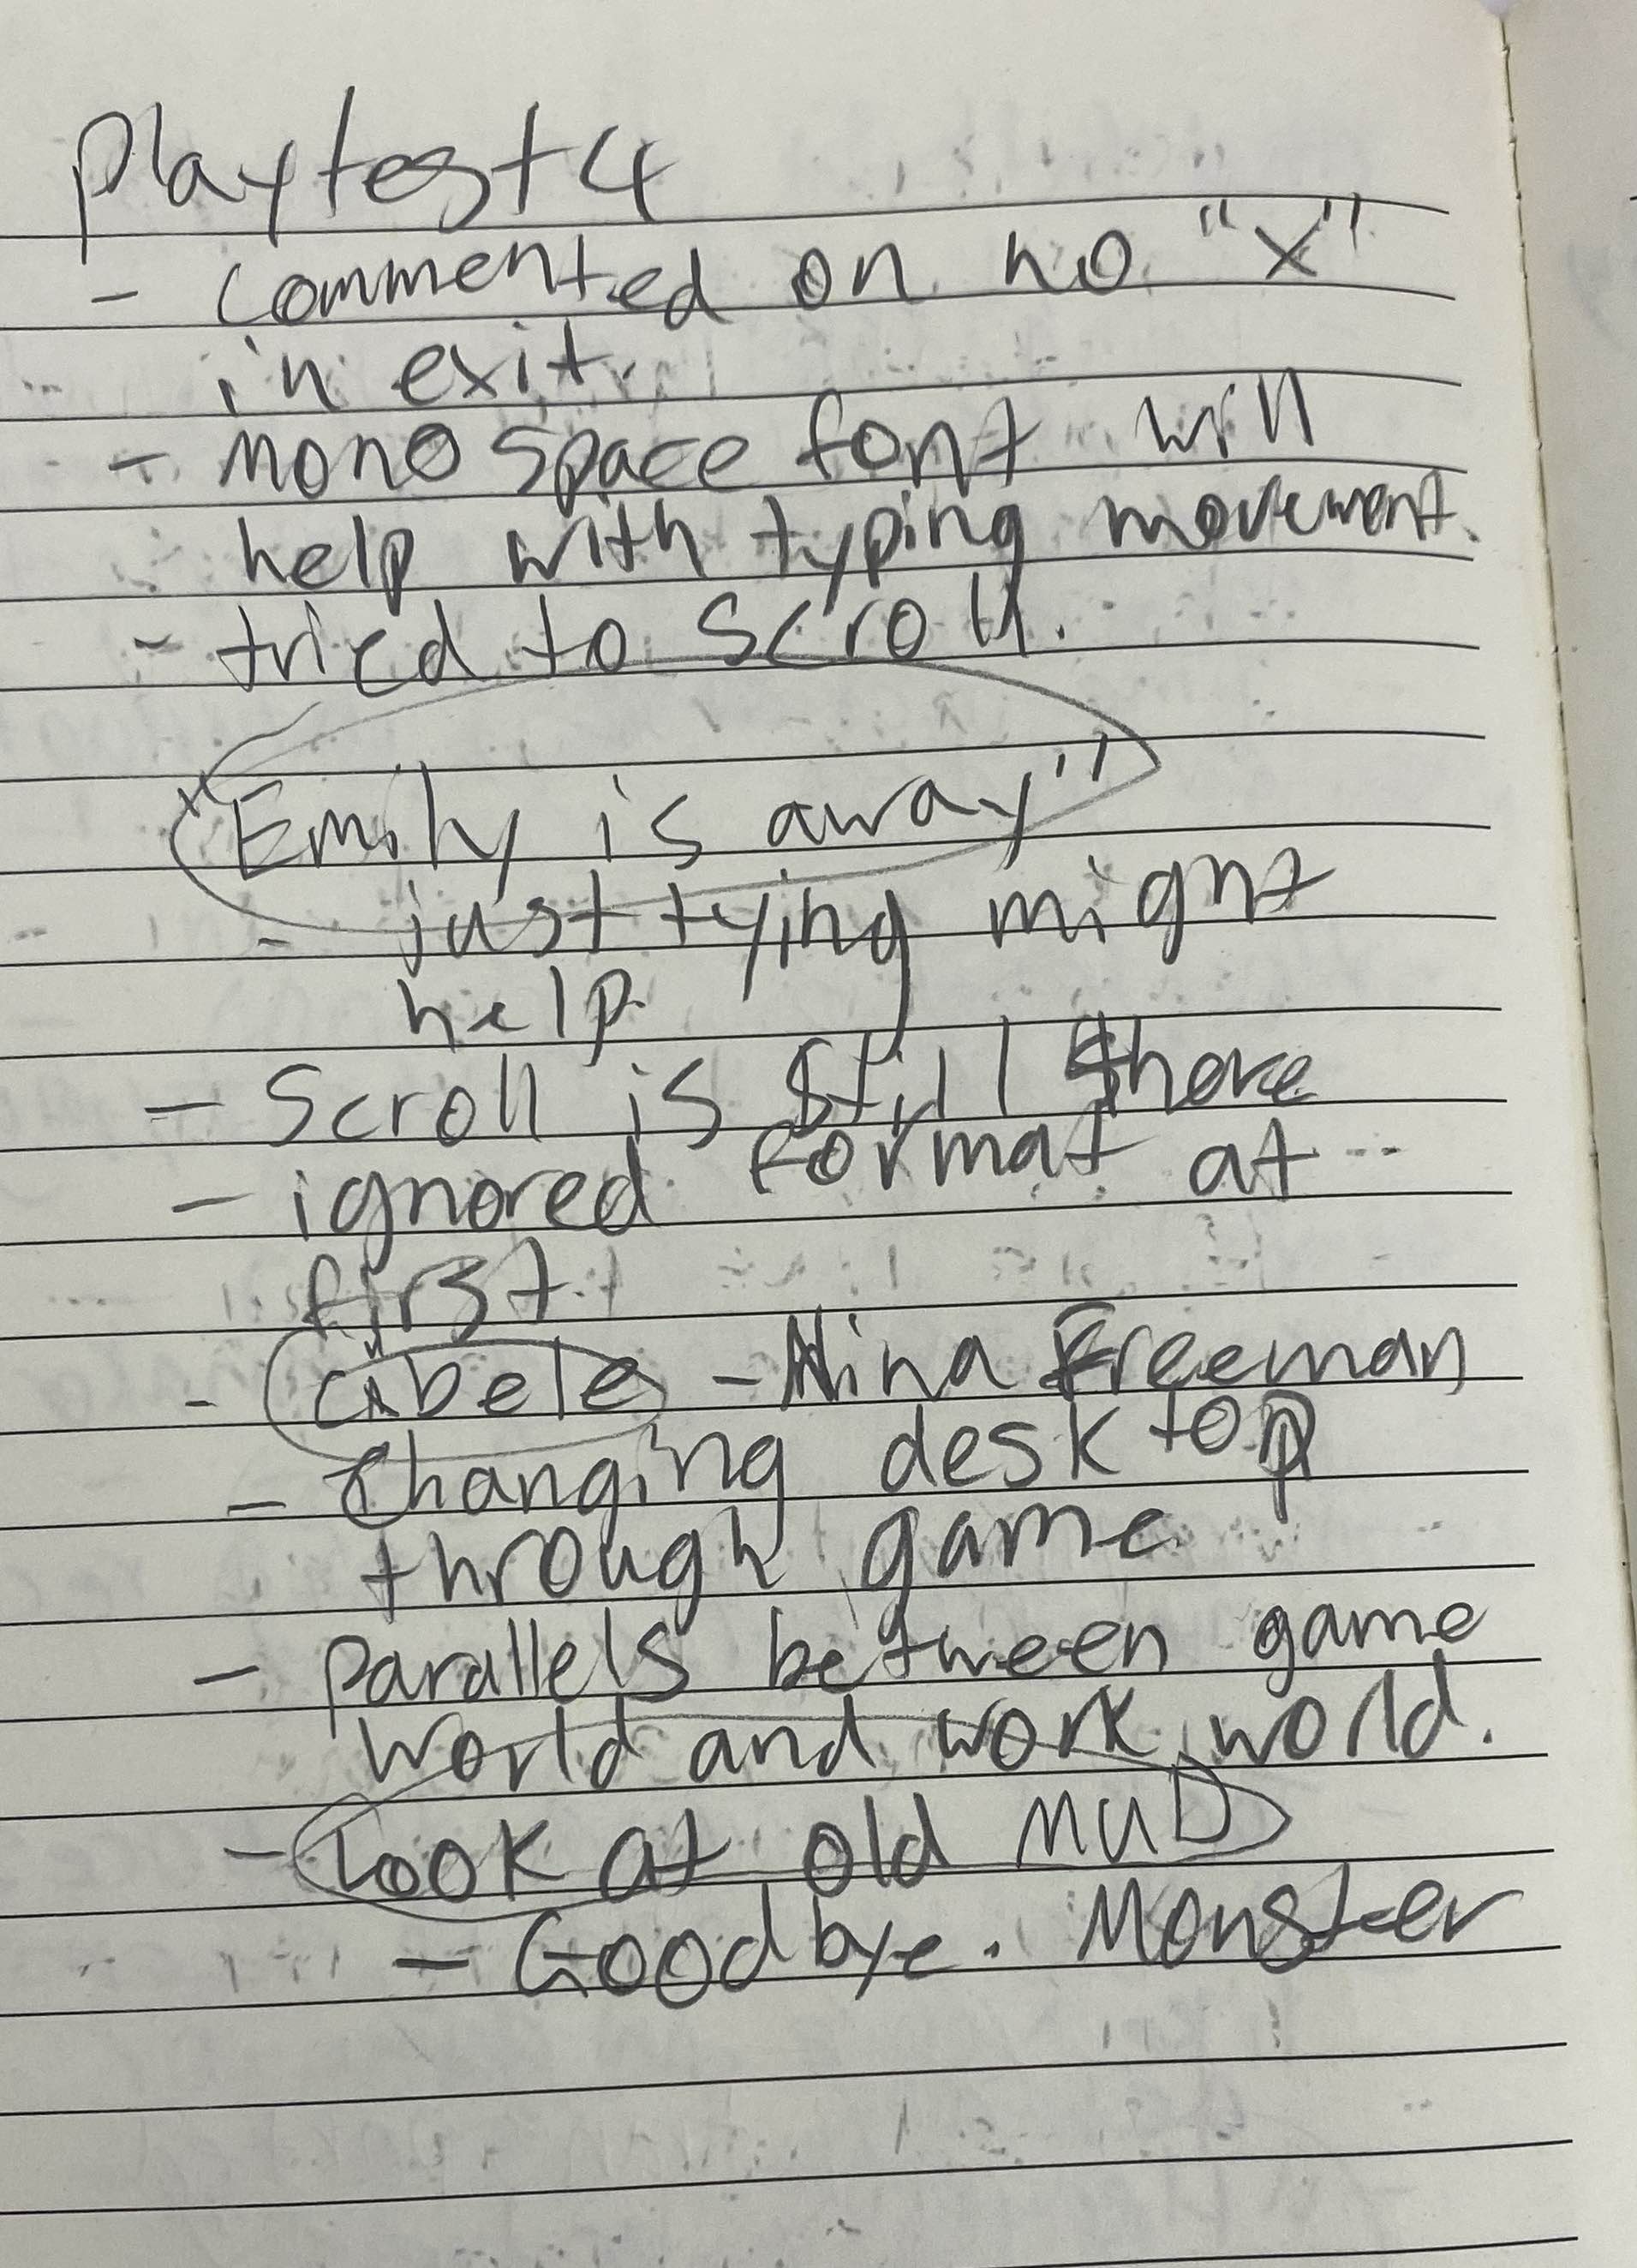 Playtest 4
- commented on no "X"
in exit.
- mono space font will
help with typing movement.
- tried to scroll.
"Emily is away"
- just tying might
help.
- Scroll is still there
- ignored format at
first.
- Cibele - Nina Freeman
- Changing desktop
through game
- parallels between game
world and work world.
- Look at old MUD
- Goodbye. Monster